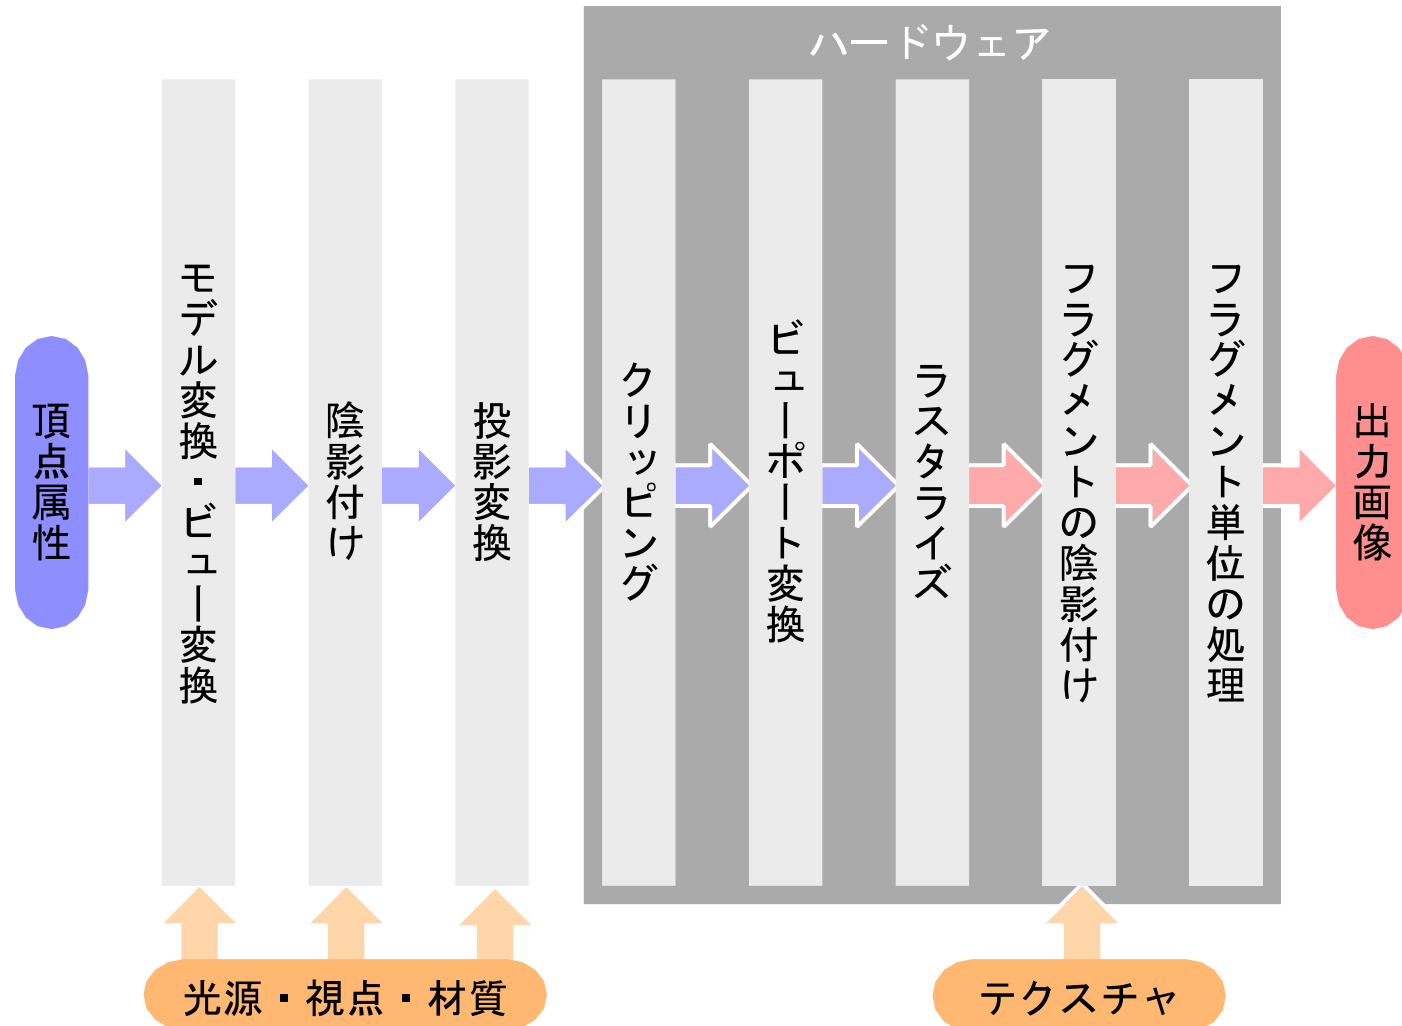 ハードウェア
頂点属性
モデル変換・ビュー変換
陰影付け
投影変換
クリッピング
ビューポート変換
ラスタライズ
フラグメントの陰影付け
フラグメント単位の処理
出力画像
光源・視点・材質
テクスチャ